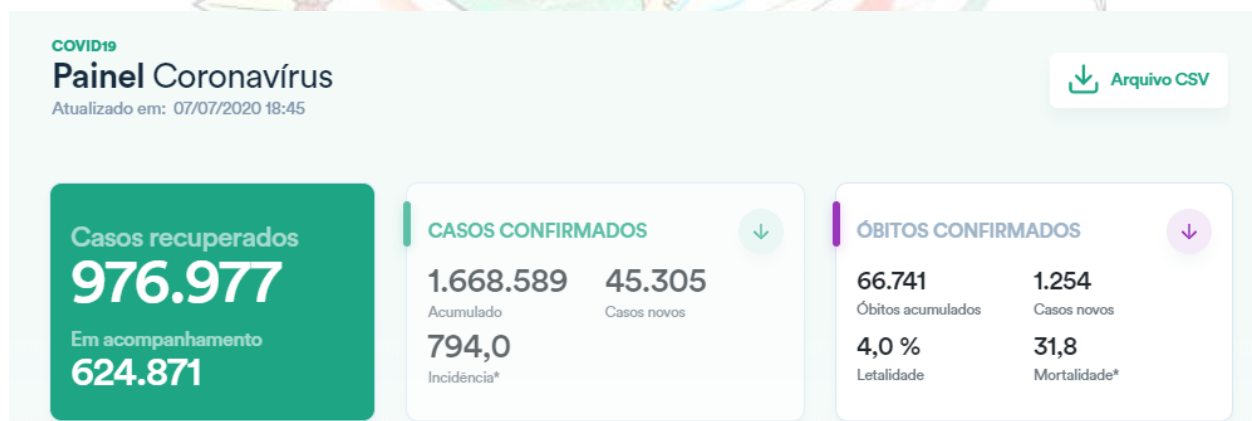 COVID19
Painel Coronavírus
Atualizado em: 07/07/2020 18:45
Arquivo CSV
Casos recuperados
976.977
Em acompanhamento
624.871
CASOS CONFIRMADOS
1.668.589 45.305
Acumulado Casos novos
794,0
Incidência*
ÓBITOS CONFIRMADOS
66.741 1.254
Óbitos acumulados Casos novos
4,0 % 31,8
Letalidade Mortalidade*